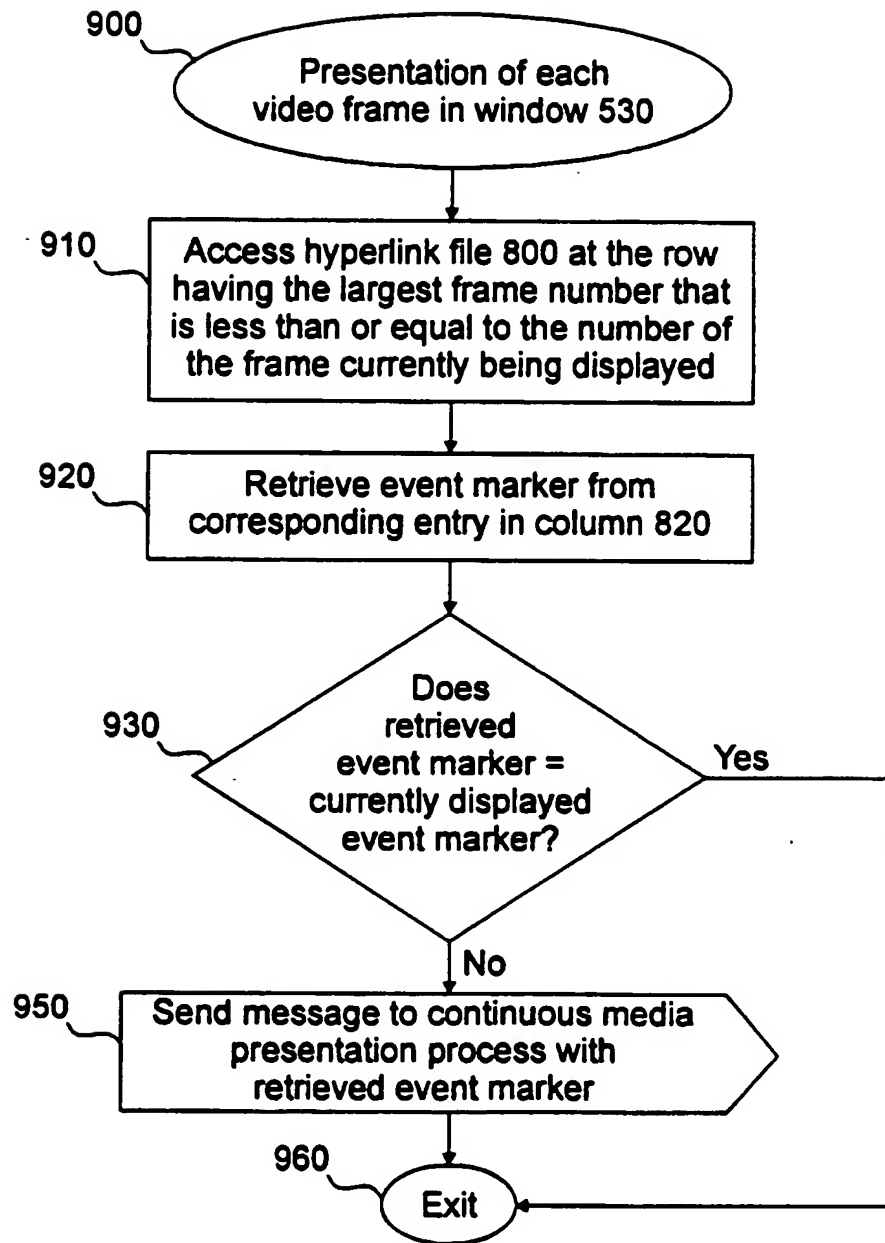 900
Presentation of each
video frame in window 530
910
Access hyperlink file 800 at the row
having the largest frame number that
is less than or equal to the number of
the frame currently being displayed
920
Retrieve event marker from
corresponding entry in column 820
930
Does
retrieved
event marker =
currently displayed
event marker?
Yes
No
950
Send message to continuous media
presentation process with
retrieved event marker
960
Exit